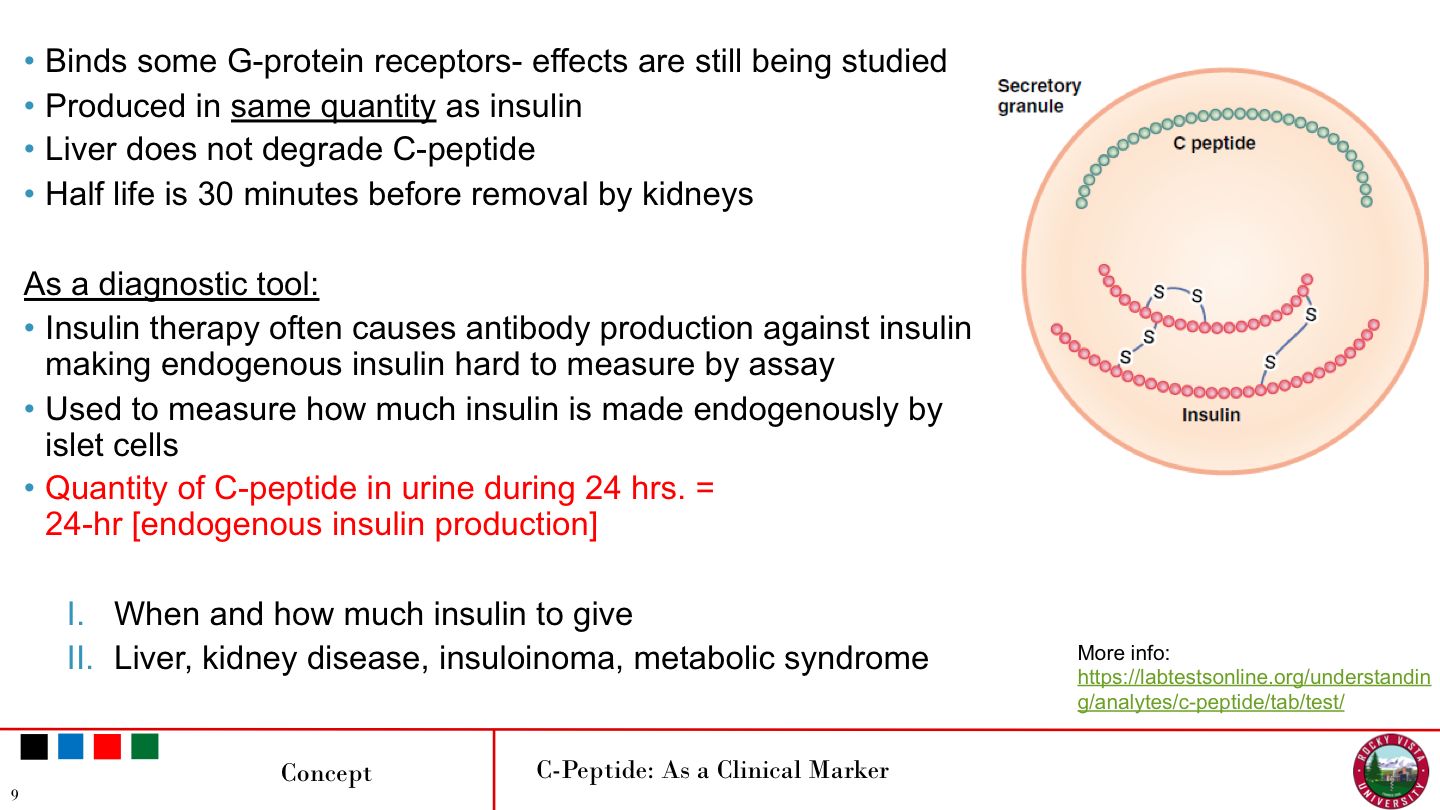 • Binds some G-protein receptors- effects are still being studied
• Produced in same quantity as insulin
• Liver does not degrade C-peptide
• Half life is 30 minutes before removal by kidneys
As a diagnostic tool:
• Insulin therapy often causes antibody production against insulin
making endogenous insulin hard to measure by assay
• Used to measure how much insulin is made endogenously by
islet cells
• Quantity of C-peptide in urine during 24 hrs. =
24-hr [endogenous insulin production]
I. When and how much insulin to give
II. Liver, kidney disease, insuloinoma, metabolic syndrome
Secretory
granule
C peptide
S S
S
S
S
S
Insulin
More info:
https://labtestsonline.org/understandin
g/analytes/c-peptide/tab/test/
9
Concept
C-Peptide: As a Clinical Marker
ROCKY VISTA
UNIVERSITY